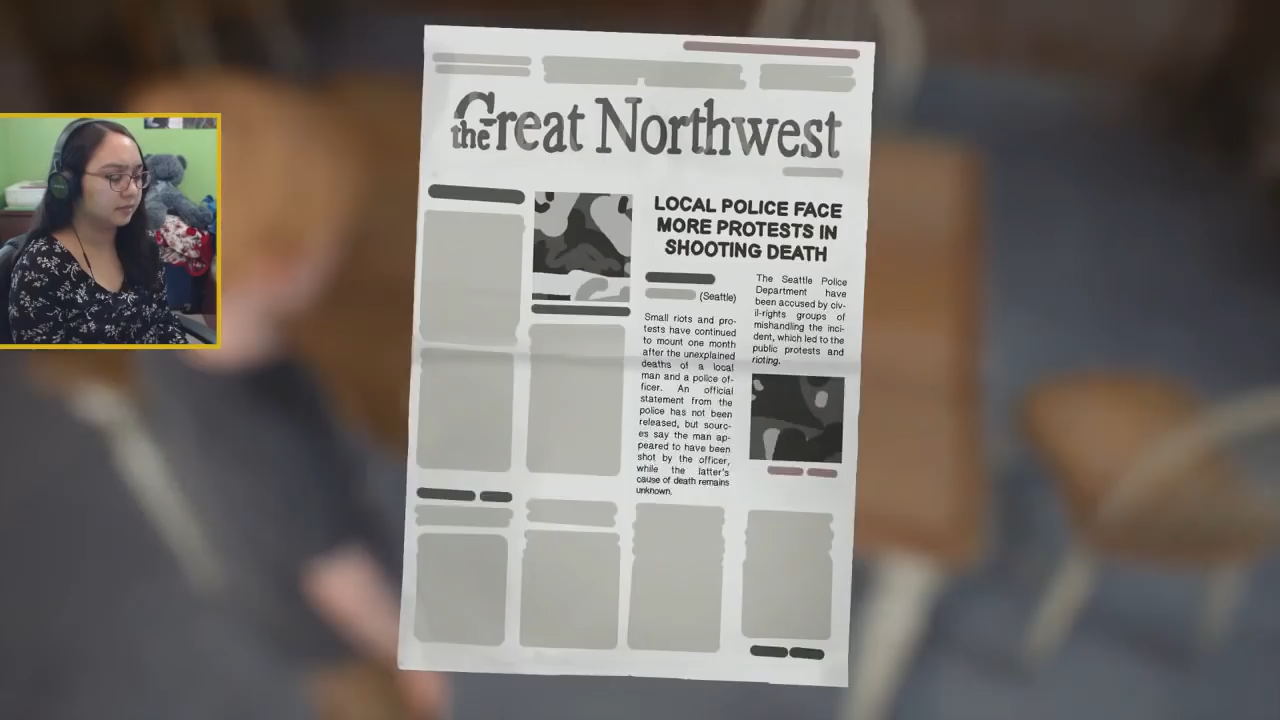 the Great Northwest
LOCAL POLICE FACE
MORE PROTESTS IN
SHOOTING DEATH
(Seattle)
Small riots and pro-
tests have continued
to mount one month
after the unexplained
deaths of a local
man and a police of-
ficer. An official
statement from the
police has not been
released, but sourc-
es say the man ap-
peared to have been
shot by the officer,
while the latter's
cause of death remains
unknown.
The Seattle Police
Department have
been accused by civ-
il-rights groups of
mishandling the inci-
dent, which led to the
public protests and
rioting.